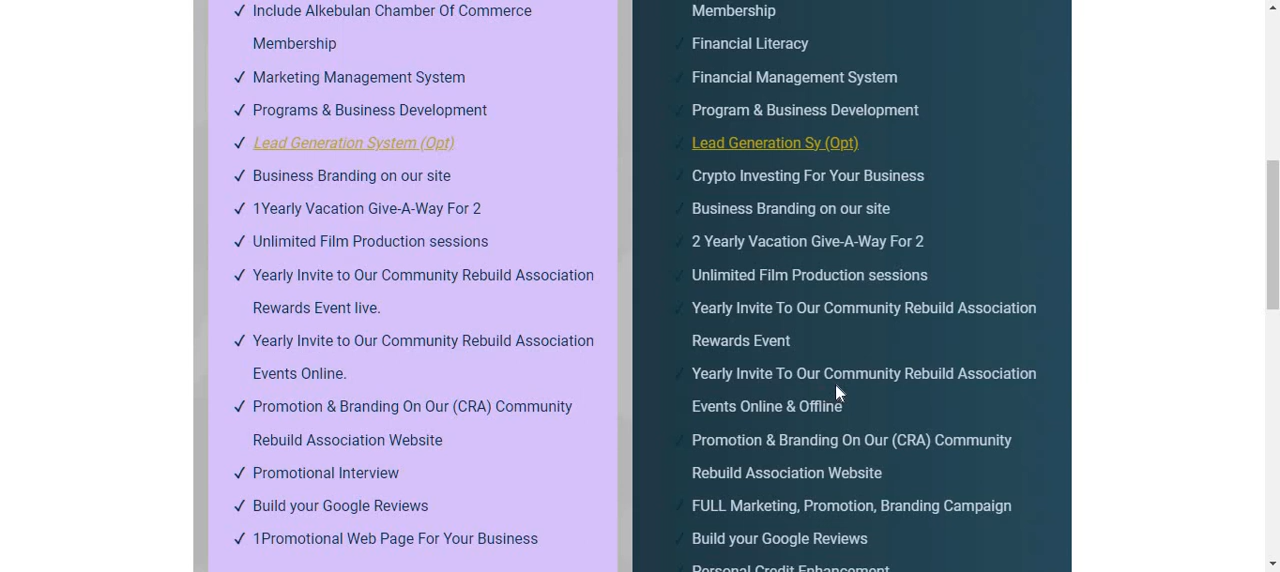 Include Alkebulan Chamber Of Commerce
Membership
Marketing Management System
Programs & Business Development
Lead Generation System (Opt)
Business Branding on our site
1Yearly Vacation Give-A-Way For 2
Unlimited Film Production sessions
Yearly Invite to Our Community Rebuild Association
Rewards Event live.
Yearly Invite to Our Community Rebuild Association
Events Online.
Promotion & Branding On Our (CRA) Community
Rebuild Association Website
Promotional Interview
Build your Google Reviews
1Promotional Web Page For Your Business
Membership
Financial Literacy
Financial Management System
Program & Business Development
Lead Generation Sy (Opt)
Crypto Investing For Your Business
Business Branding on our site
2 Yearly Vacation Give-A-Way For 2
Unlimited Film Production sessions
Yearly Invite To Our Community Rebuild Association
Rewards Event
Yearly Invite To Our Community Rebuild Association
Events Online & Offline
Promotion & Branding On Our (CRA) Community
Rebuild Association Website
FULL Marketing, Promotion, Branding Campaign
Build your Google Reviews
Personal Credit Enhancement